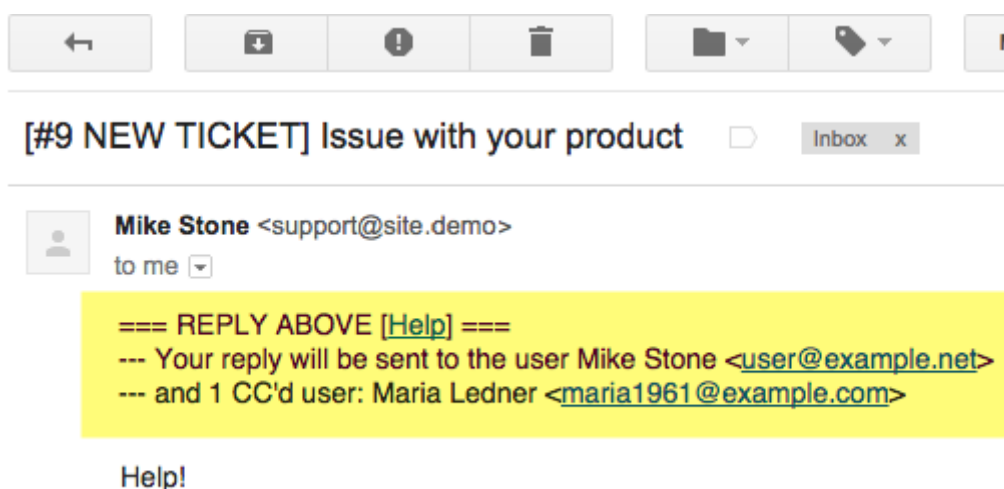 [#9 NEW TICKET] Issue with your product Inbox x
Mike Stone <support@site.demo>
to me
=== REPLY ABOVE [Help] ===
--- Your reply will be sent to the user Mike Stone <user@example.net>
--- and 1 CC'd user: Maria Ledner <maria1961@example.com>
Help!